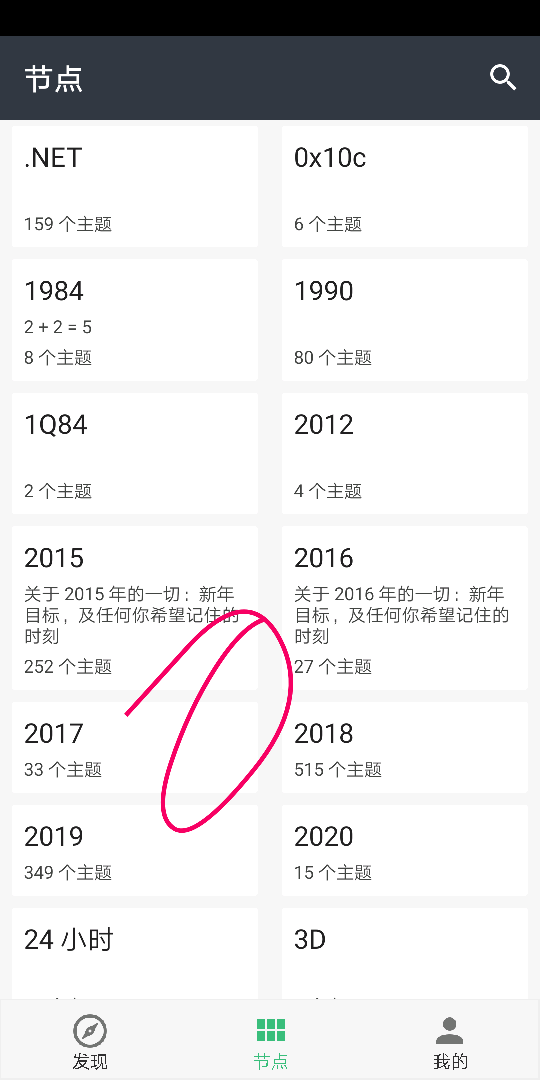 节点
.NET
159 个主题
0x10c
6 个主题
1984
2 + 2 = 5
8 个主题
1990
80 个主题
1Q84
2 个主题
2012
4 个主题
2015
关于 2015 年的一切：新年
目标，及任何你希望记住的
时刻
252 个主题
2016
关于 2016 年的一切：新年
目标，及任何你希望记住的
时刻
27 个主题
2017
33 个主题
2018
515 个主题
2019
349 个主题
2020
15 个主题
24 小时
3D
发现
节点
我的